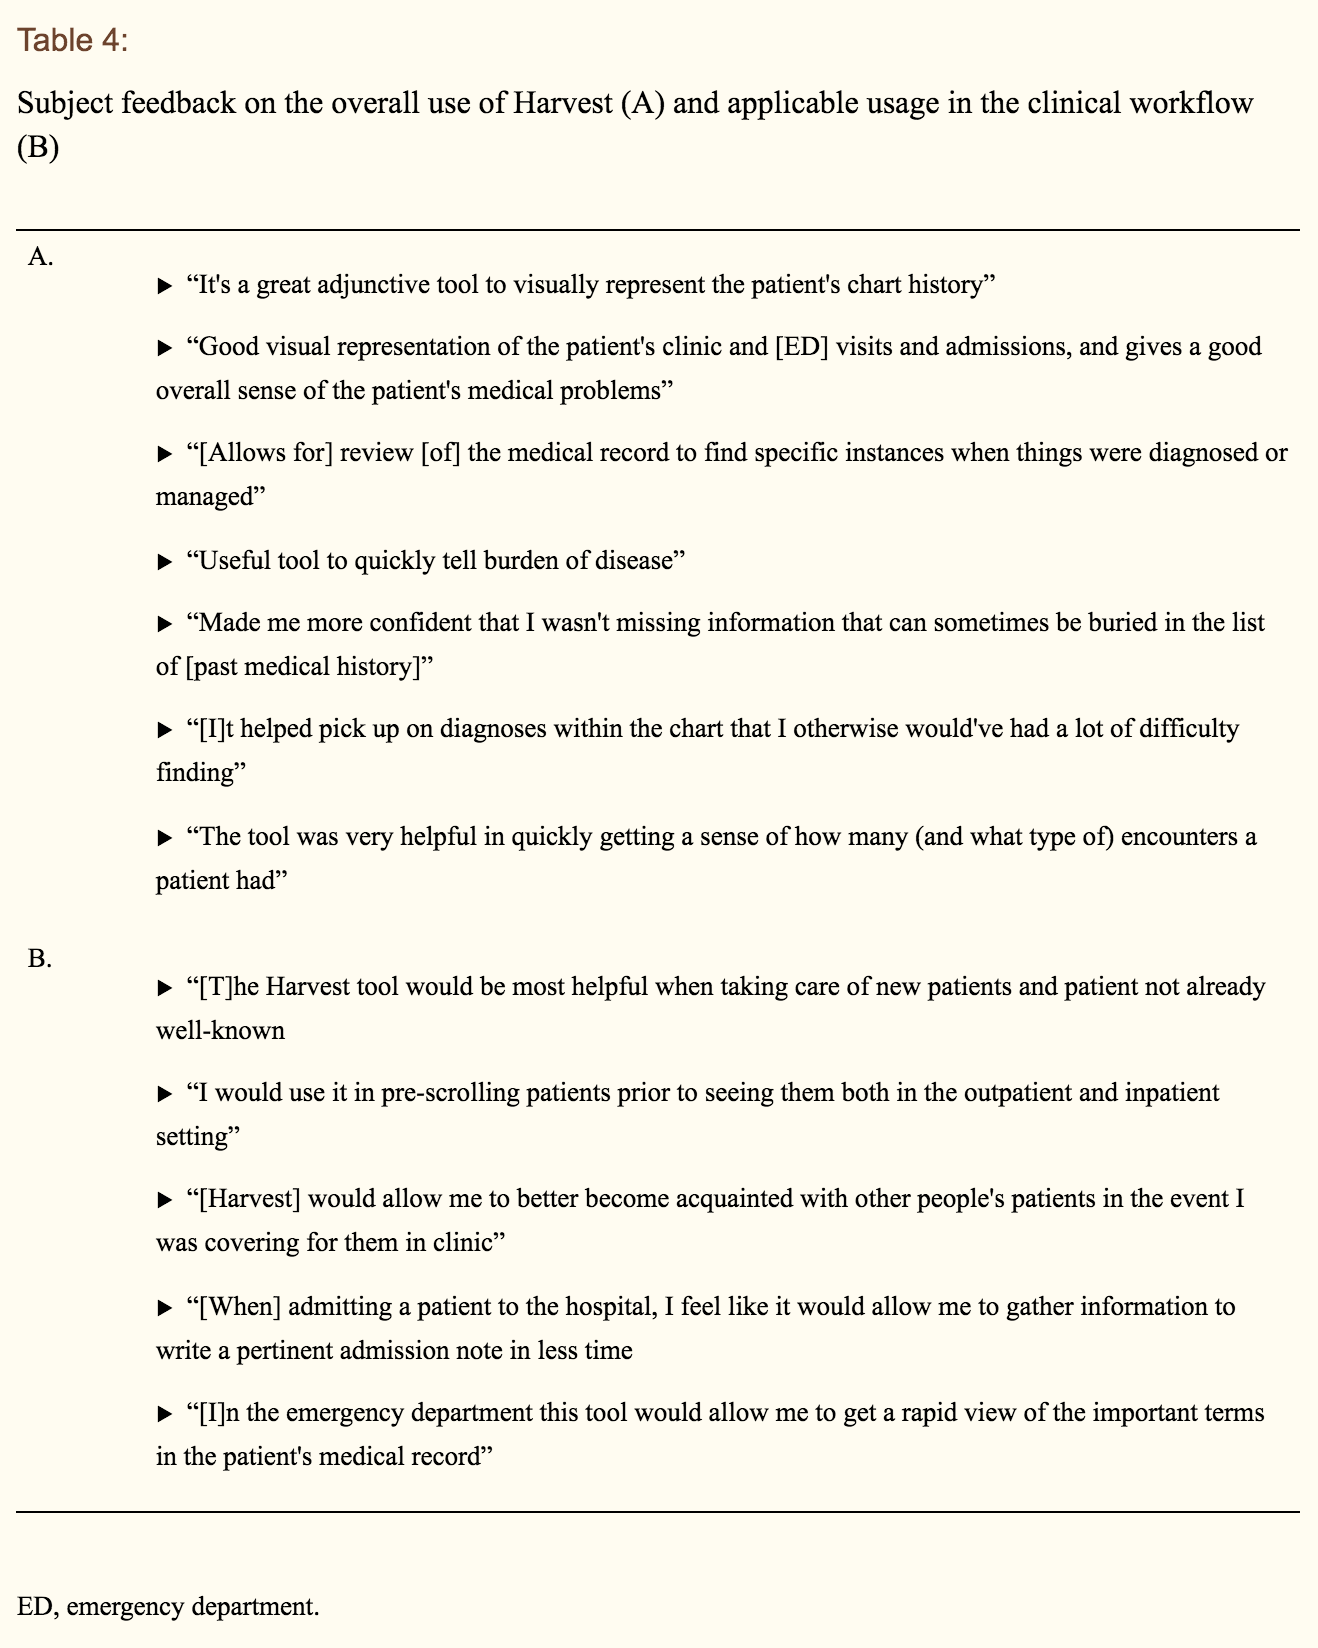 Table 4:
Subject feedback on the overall use of Harvest (A) and applicable usage in the clinical workflow
(B)
A.
▶ “It's a great adjunctive tool to visually represent the patient's chart history”
▶ “Good visual representation of the patient's clinic and [ED] visits and admissions, and gives a good
overall sense of the patient's medical problems”
▶ “[Allows for] review [of] the medical record to find specific instances when things were diagnosed or
managed”
▶ “Useful tool to quickly tell burden of disease”
▶ “Made me more confident that I wasn't missing information that can sometimes be buried in the list
of [past medical history]”
▶ “[I]t helped pick up on diagnoses within the chart that I otherwise would've had a lot of difficulty
finding”
▶ “The tool was very helpful in quickly getting a sense of how many (and what type of) encounters a
patient had”
B.
▶ “[T]he Harvest tool would be most helpful when taking care of new patients and patient not already
well-known
▶ “I would use it in pre-scrolling patients prior to seeing them both in the outpatient and inpatient
setting”
▶ “[Harvest] would allow me to better become acquainted with other people's patients in the event I
was covering for them in clinic”
▶ “[When] admitting a patient to the hospital, I feel like it would allow me to gather information to
write a pertinent admission note in less time
▶ “[I]n the emergency department this tool would allow me to get a rapid view of the important terms
in the patient's medical record”
ED, emergency department.